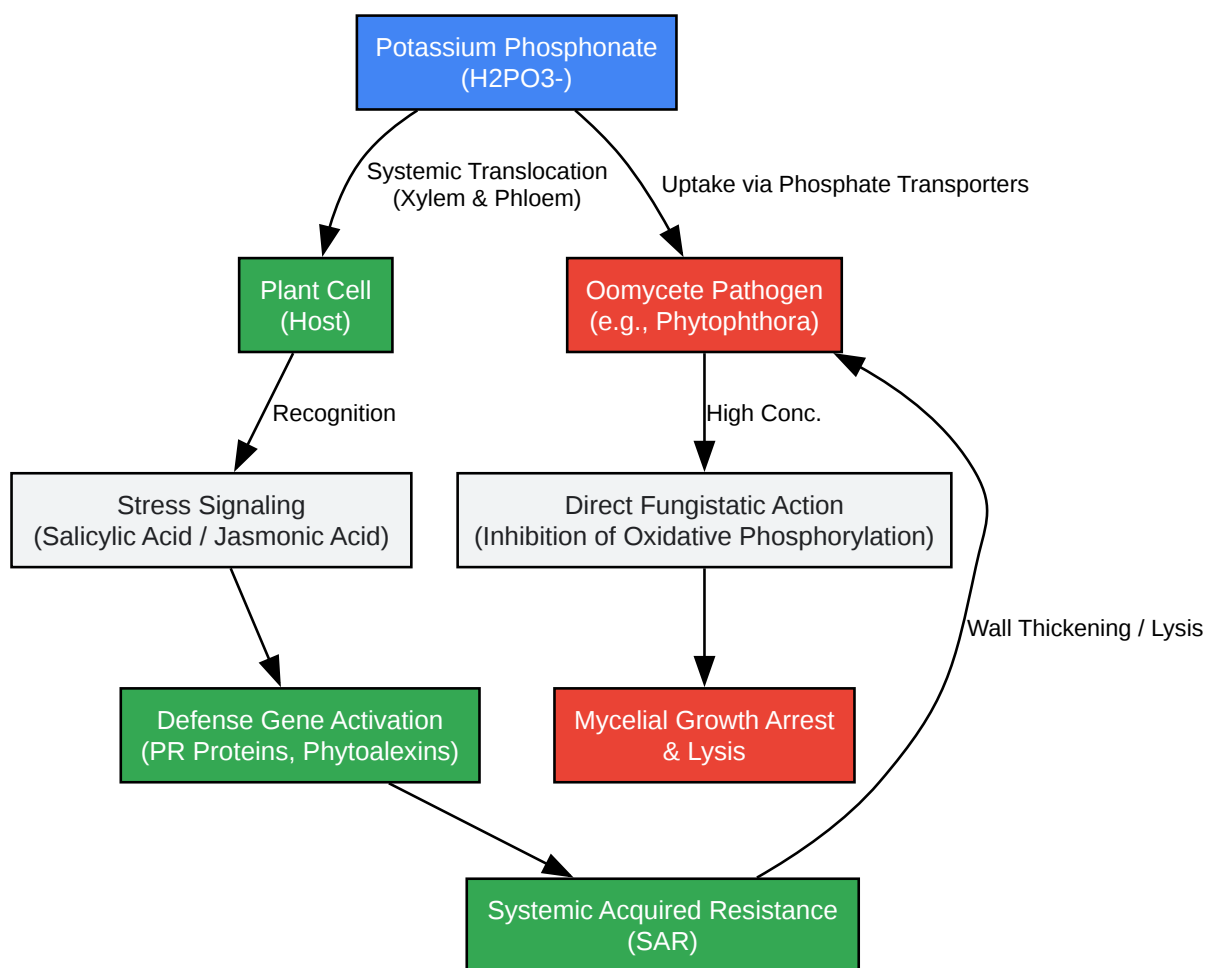 Potassium Phosphonate
(H2PO3-)
Systemic Translocation
(Xylem & Phloem)
Uptake via Phosphate Transporters
Plant Cell
(Host)
Oomycete Pathogen
(e.g., Phytophthora)
Recognition
High Conc.
Stress Signaling
(Salicylic Acid / Jasmonic Acid)
Direct Fungistatic Action
(Inhibition of Oxidative Phosphorylation)
Wall Thickening / Lysis
Defense Gene Activation
(PR Proteins, Phytoalexins)
Mycelial Growth Arrest
& Lysis
Systemic Acquired Resistance
(SAR)